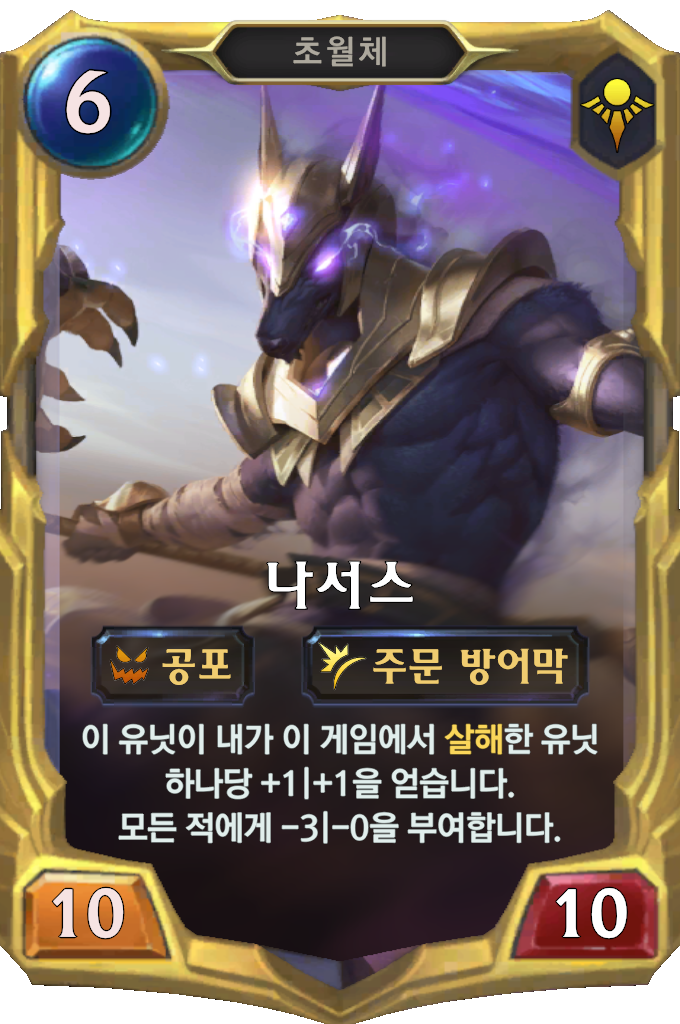 초월체
6
나서스
공포 주문 방어막
이 유닛이 내가 이 게임에서 살해한 유닛
하나당 +1|+1을 얻습니다.
모든 적에게 -3|-0을 부여합니다.
10 10